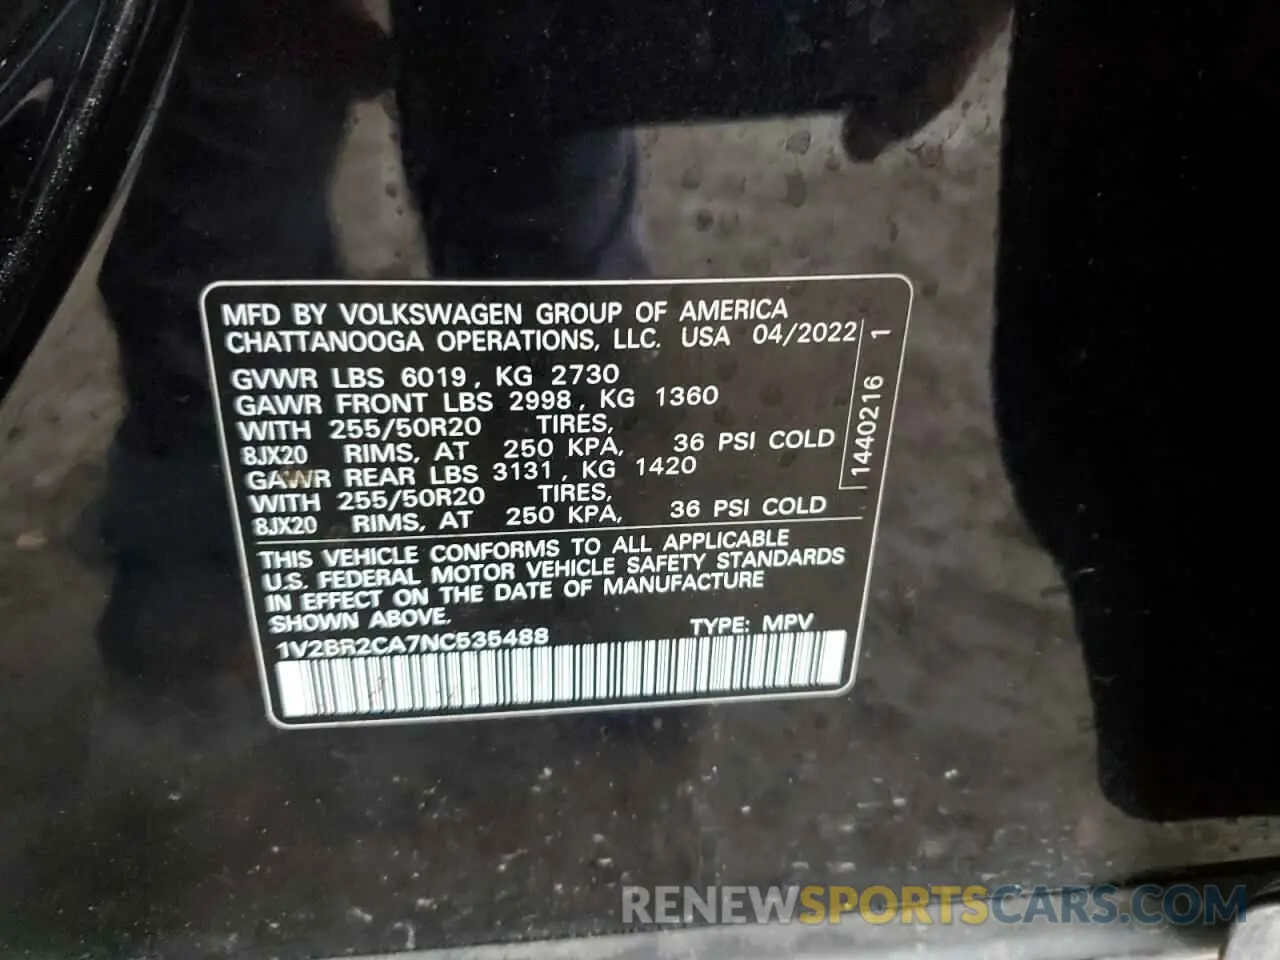 MFD BY VOLKSWAGEN GROUP OF AMERICA
CHATTANOOGA OPERATIONS, LLC. USA 04/2022
GVWR LBS 6019, KG 2730
GAWR FRONT LBS 2998, KG 1360
WITH 255/50R20 TIRES,
8JX20 RIMS, AT 250 KPA, 36 PSI COLD
GAWR REAR LBS 3131, KG 1420
WITH 255/50R20 TIRES,
8JX20 RIMS, AT 250 KPA, 36 PSI COLD
1440216 1
THIS VEHICLE CONFORMS TO ALL APPLICABLE
U.S. FEDERAL MOTOR VEHICLE SAFETY STANDARDS
IN EFFECT ON THE DATE OF MANUFACTURE
SHOWN ABOVE.
1V2BR2CA7NC535488 TYPE: MPV
RENEWSPORTSCARS.COM